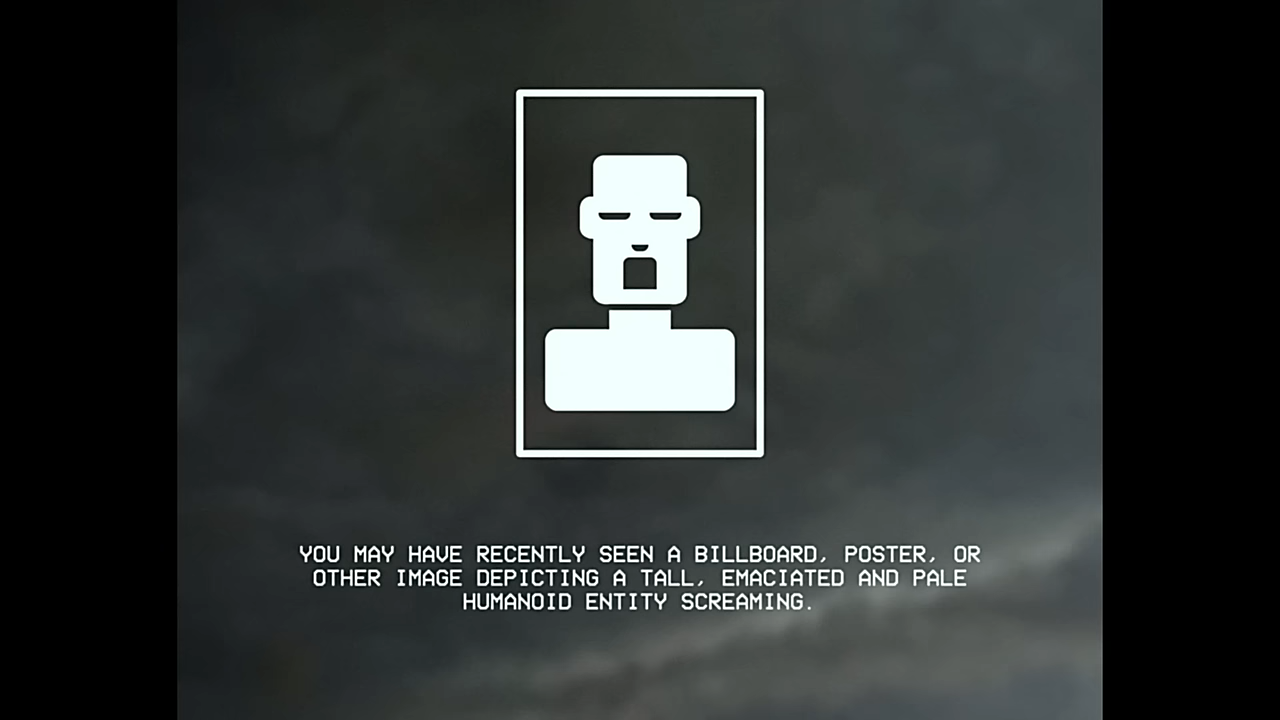 YOU MAY HAVE RECENTLY SEEN A BILLBOARD, POSTER, OR
OTHER IMAGE DEPICTING A TALL, EMACIATED AND PALE
HUMANOID ENTITY SCREAMING.